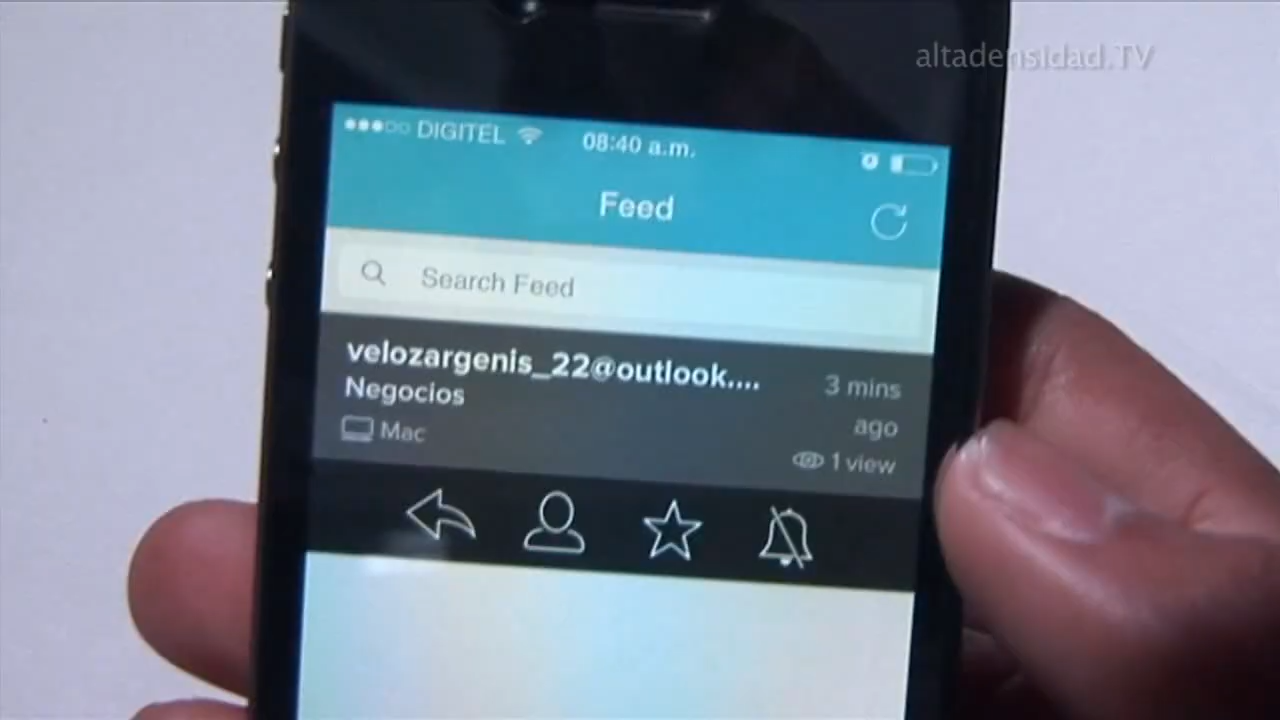 altadensidad.TV
DIGITEL 08:40 a.m.
Feed
Search Feed
velozargenis_22@outlook....
3 mins
Negocios
ago
Mac
1 view